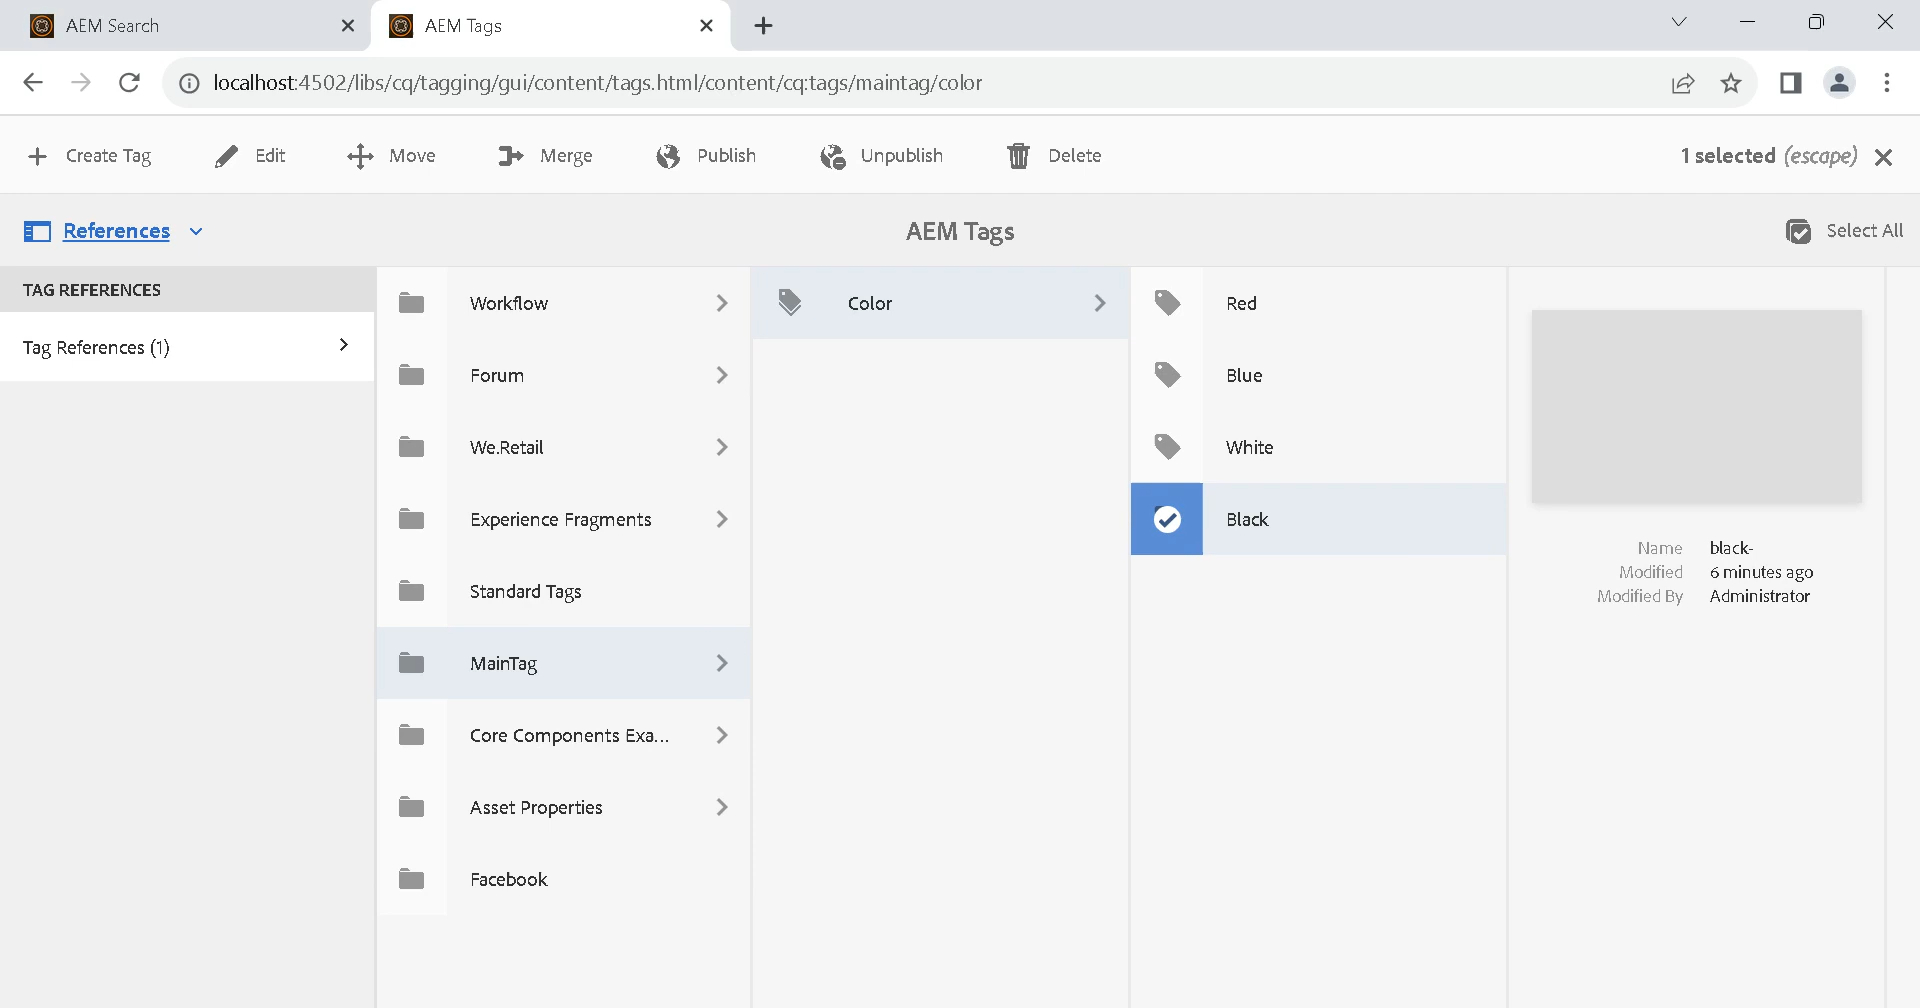 AEM Search
AEM Tags
localhost:4502/libs/cq/tagging/gui/content/tags.html/content/cq:tags/maintag/color
Create Tag
Edit
Move
Merge
Publish
Unpublish
Delete
1 selected (escape)
References
AEM Tags
Select All
TAG REFERENCES
Tag References (1)
Workflow
Forum
We.Retail
Experience Fragments
Standard Tags
MainTag
Core Components Exa...
Asset Properties
Facebook
Color
Red
Blue
White
Black
Name black-
Modified 6 minutes ago
Modified By Administrator